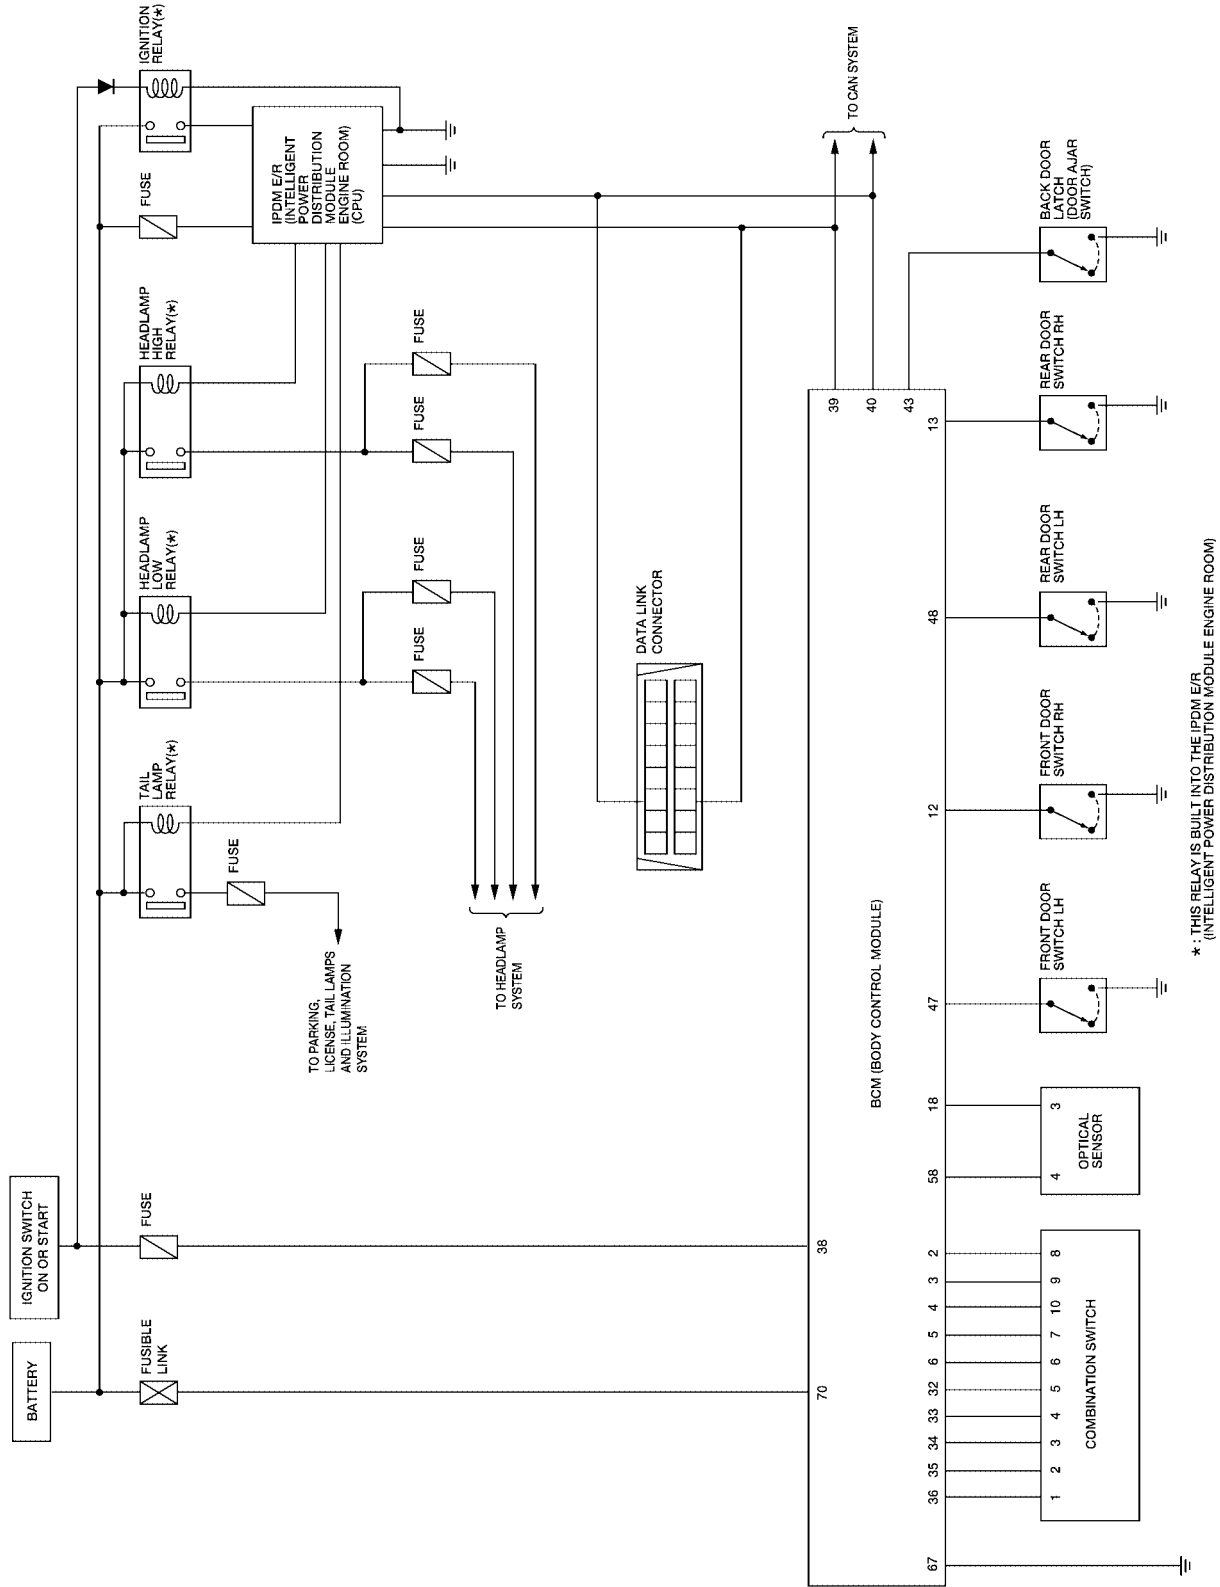 BATTERY
IGNITION SWITCH
ON OR START
FUSIBLE
LINK
FUSE
TAIL
LAMP
RELAY(*)
HEADLAMP
LOW
RELAY(*)
HEADLAMP
HIGH
RELAY(*)
FUSE
IGNITION
RELAY(*)
FUSE
IPDM E/R
(INTELLIGENT
POWER
DISTRIBUTION
MODULE
ENGINE ROOM)
(CPU)
TO PARKING,
LICENSE, TAIL LAMPS
AND ILLUMINATION
SYSTEM
FUSE
FUSE
FUSE
FUSE
TO HEADLAMP
SYSTEM
DATA LINK
CONNECTOR
TO CAN SYSTEM
70
38
39
40
43
BCM (BODY CONTROL MODULE)
67
36
35
34
33
32
6
5
4
3
2
58
18
47
12
48
13
1
2
3
4
5
6
7
10
9
8
COMBINATION SWITCH
4
3
OPTICAL
SENSOR
FRONT DOOR
SWITCH LH
FRONT DOOR
SWITCH RH
REAR DOOR
SWITCH LH
REAR DOOR
SWITCH RH
BACK DOOR
LATCH
(DOOR AJAR
SWITCH)
* : THIS RELAY IS BUILT INTO THE IPDM E/R
(INTELLIGENT POWER DISTRIBUTION MODULE ENGINE ROOM)